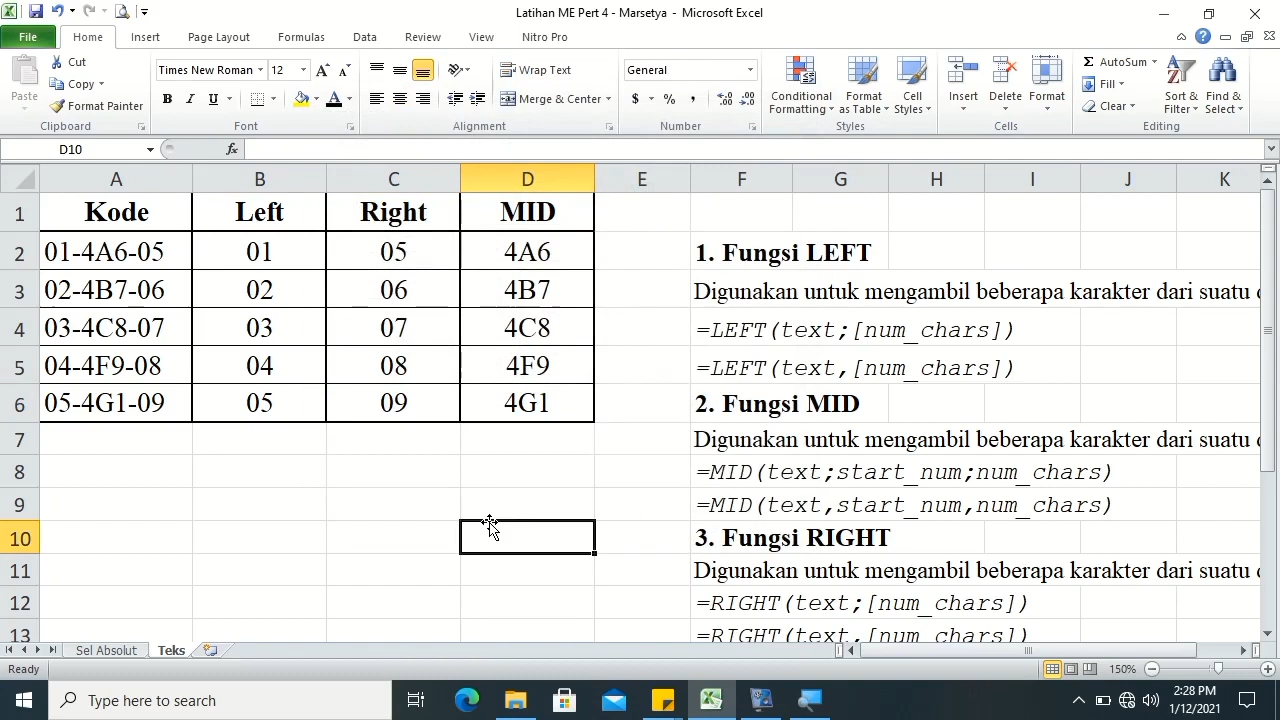 Latihan ME Pert 4 - Marsetya - Microsoft Excel
File Home Insert Page Layout Formulas Data Review View Nitro Pro
Paste
Cut
Copy
Format Painter
Clipboard
Times New Roman 12
B I U
Font
Wrap Text
Merge & Center
Alignment
General
$ % ,
Number
Conditional Formatting
Format as Table
Cell Styles
Styles
Insert Delete Format
Cells
Σ AutoSum
Fill
Clear
Sort & Filter
Find & Select
Editing
D10 fx
A B C D E F G H I J K
1 Kode Left Right MID
2 01-4A6-05 01 05 4A6 1. Fungsi LEFT
3 02-4B7-06 02 06 4B7 Digunakan untuk mengambil beberapa karakter dari suatu
4 03-4C8-07 03 07 4C8 =LEFT(text;[num_chars])
5 04-4F9-08 04 08 4F9 =LEFT(text,[num_chars])
6 05-4G1-09 05 09 4G1 2. Fungsi MID
7 Digunakan untuk mengambil beberapa karakter dari suatu
8 =MID(text;start_num;num_chars)
9 =MID(text,start_num,num_chars)
10 3. Fungsi RIGHT
11 Digunakan untuk mengambil beberapa karakter dari suatu
12 =RIGHT(text;[num_chars])
13 =RIGHT(text,[num_chars])
Sel Absolut Teks
Ready 150%
Type here to search
2:28 PM
1/12/2021